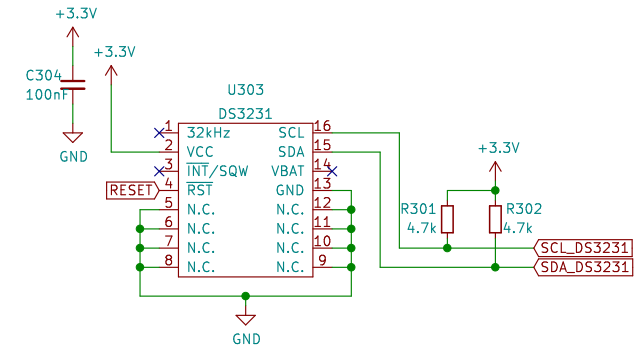 +3.3V
+3.3V
C304
100nF
GND
U303
DS3231
1 32kHz SCL 16
2 VCC SDA 15
3 INT/SQW VBAT 14
RESET 4 RST GND 13
5 N.C. N.C. 12
6 N.C. N.C. 11
7 N.C. N.C. 10
8 N.C. N.C. 9
GND
+3.3V
R301 R302
4.7k 4.7k
SCL_DS3231
SDA_DS3231